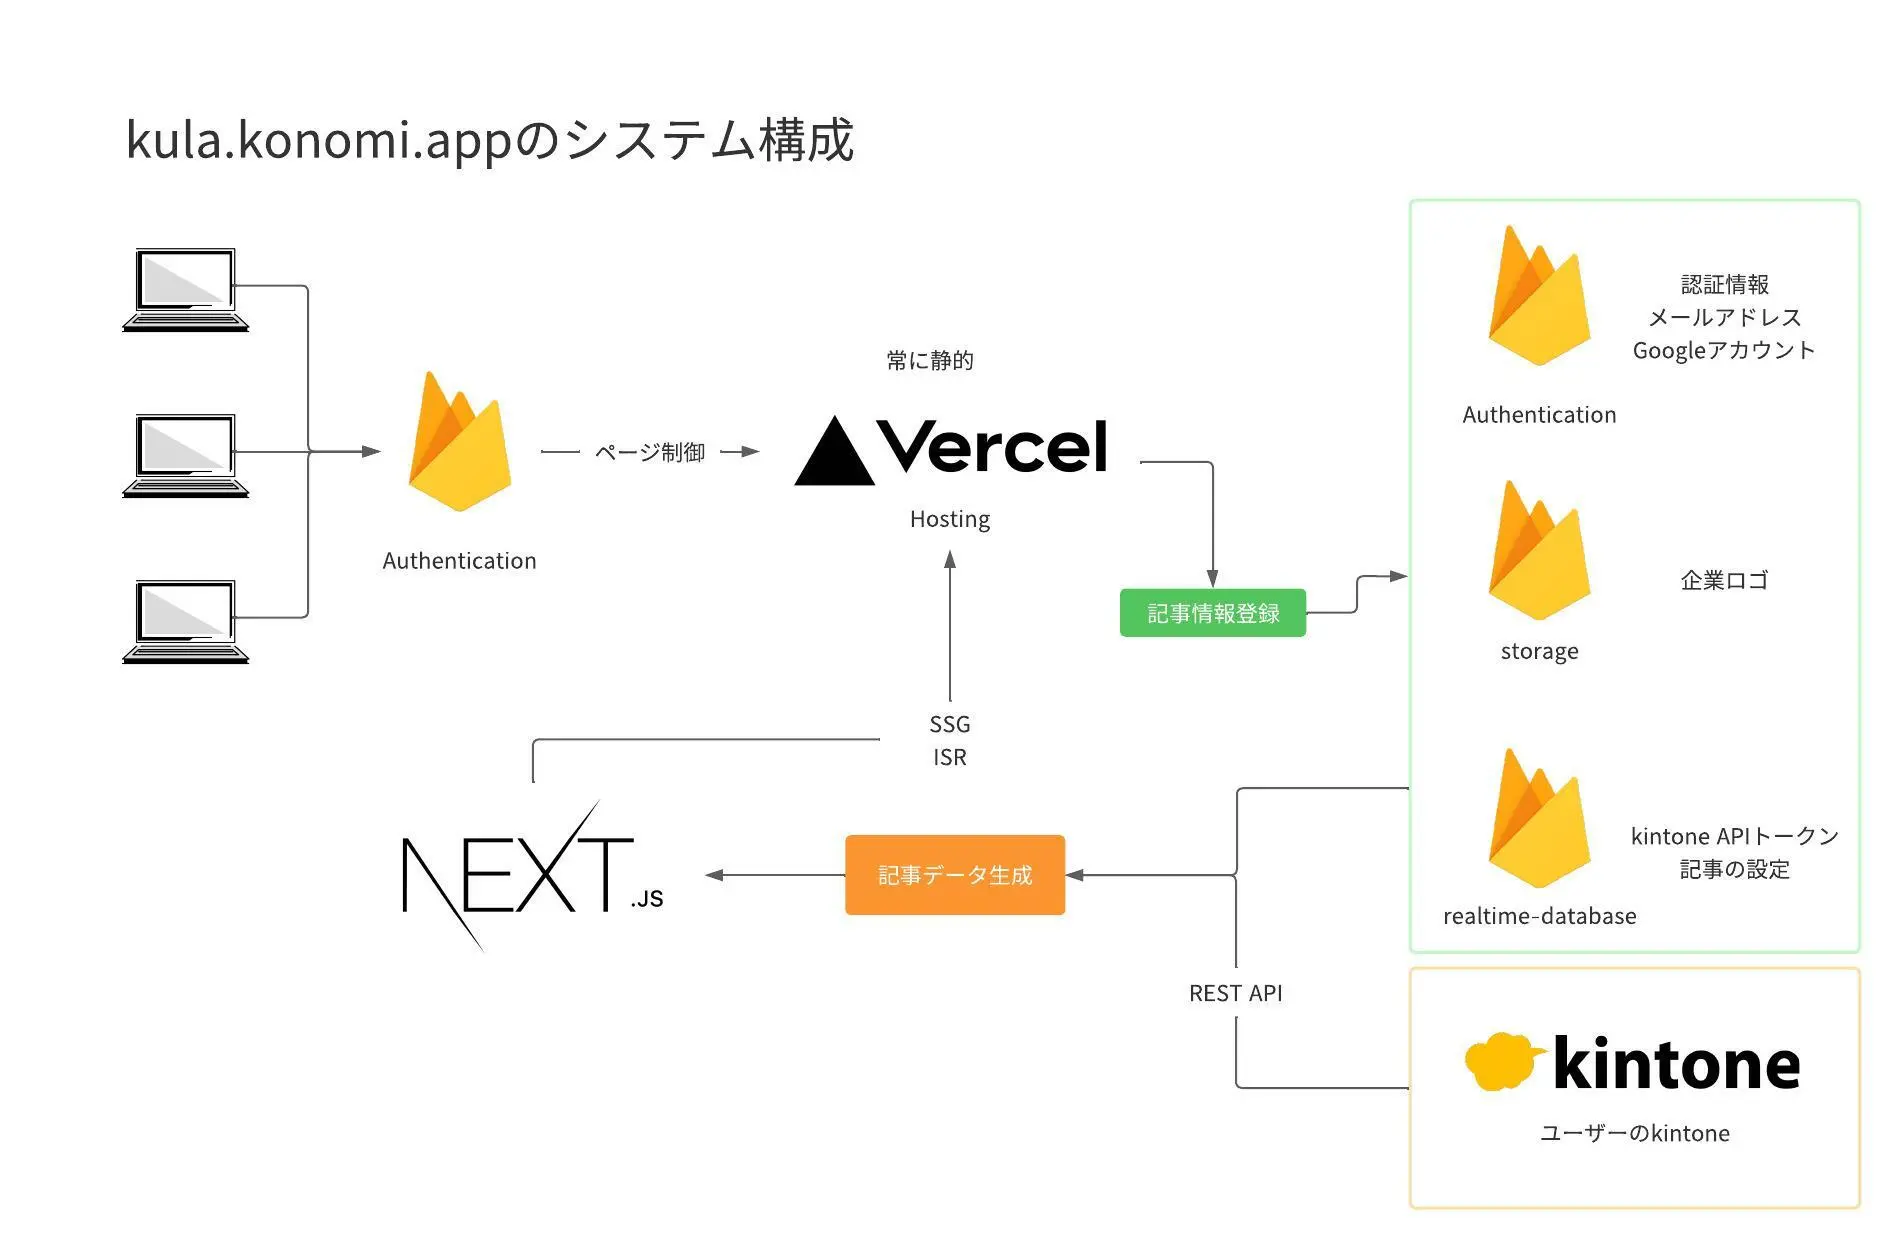 kula.konomi.appのシステム構成
Authentication
ページ制御
常に静的
Vercel
Hosting
記事情報登録
認証情報
メールアドレス
Googleアカウント
Authentication
企業ロゴ
storage
kintone APIトークン
記事の設定
realtime-database
SSG
ISR
NEXT.JS
記事データ生成
REST API
kintone
ユーザーのkintone